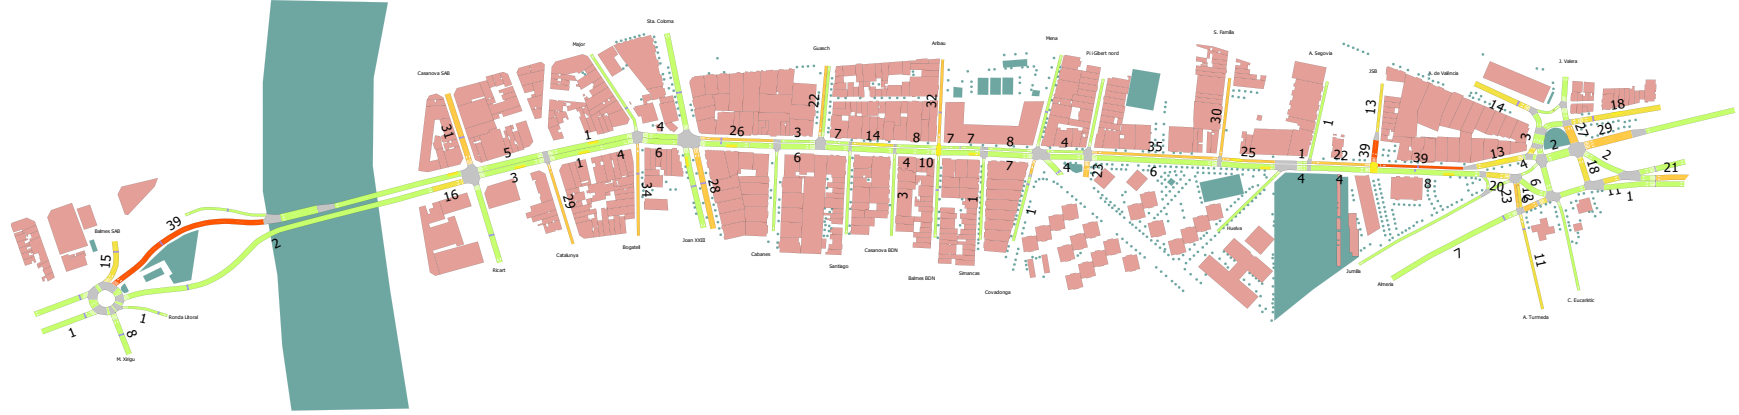 Sta. Coloma
S. Família
Major
Guasch
Arbau
Mena
Pi i Gibert nord
A. Segovia
J. Valera
Casanova SAB
JSB
A. de València
31
1
4
22
32
30
1
13
14
18
5
26
3
7
14
8
7
7
8
4
35
25
1
22
39
39
13
3
2
27
29
2
16
3
1
4
6
34
28
6
4
10
3
1
7
1
4
23
6
4
4
8
20
23
4
6
18
11
1
21
29
39
2
Balmes SAB
15
Ricart
Catalunya
Bogatell
Joan XXIII
Cabanes
Santiago
Casanova BDN
Balmes BDN
Simancas
Covadonga
Huelva
Jumilla
Almeria
7
11
C. Eucarístic
A. Turmeda
1
8
1
Ronda Litoral
M. Xirigu